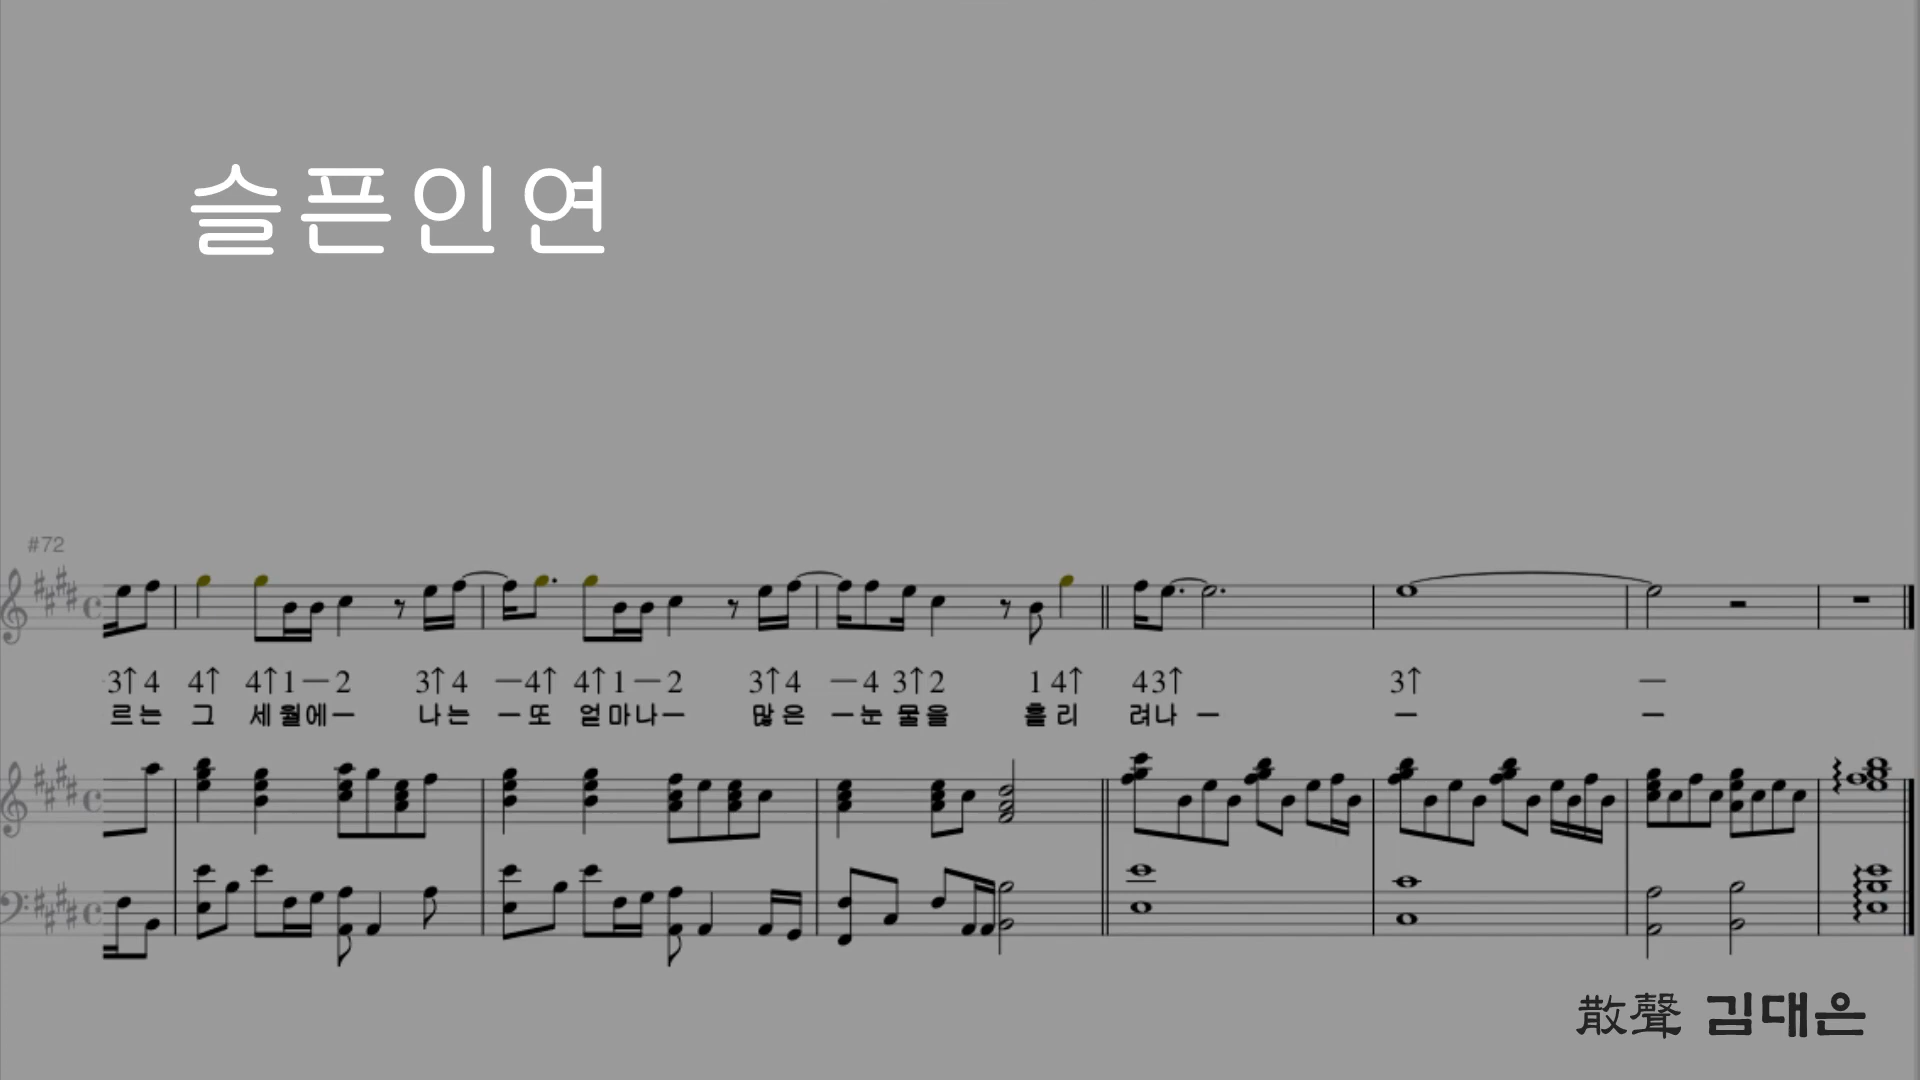 슬픈인연
#72
3↑ 4 4↑ 4↑ 1 — 2 3↑ 4 — 4↑ 4↑ 1 — 2 3↑ 4 — 4 3↑ 2 1 4↑ 4 3↑ 3↑ —
르는 그 세월에— 나는 — 또 얼마나— 많은 — 눈 물을 흘리 려나 — — —
散聲 김대은